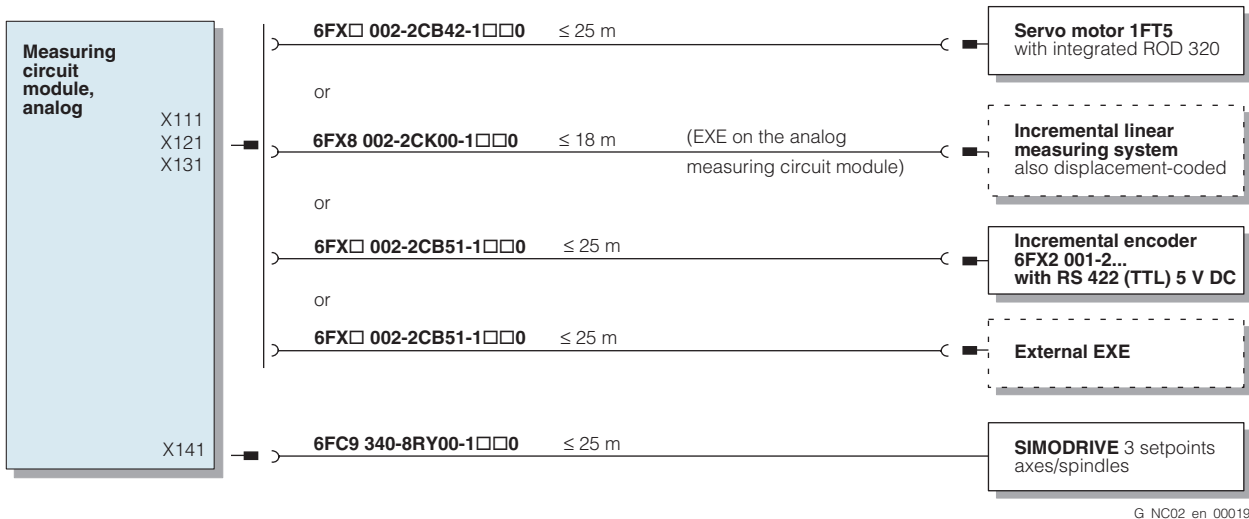 Measuring
circuit
module,
analog
X111
X121
X131
X141
6FX□ 002-2CB42-1□□0 ≤ 25 m
or
6FX8 002-2CK00-1□□0 ≤ 18 m (EXE on the analog
measuring circuit module)
or
6FX□ 002-2CB51-1□□0 ≤ 25 m
or
6FX□ 002-2CB51-1□□0 ≤ 25 m
6FC9 340-8RY00-1□□0 ≤ 25 m
Servo motor 1FT5
with integrated ROD 320
Incremental linear
measuring system
also displacement-coded
Incremental encoder
6FX2 001-2...
with RS 422 (TTL) 5 V DC
External EXE
SIMODRIVE 3 setpoints
axes/spindles
G_NC02_en_00019